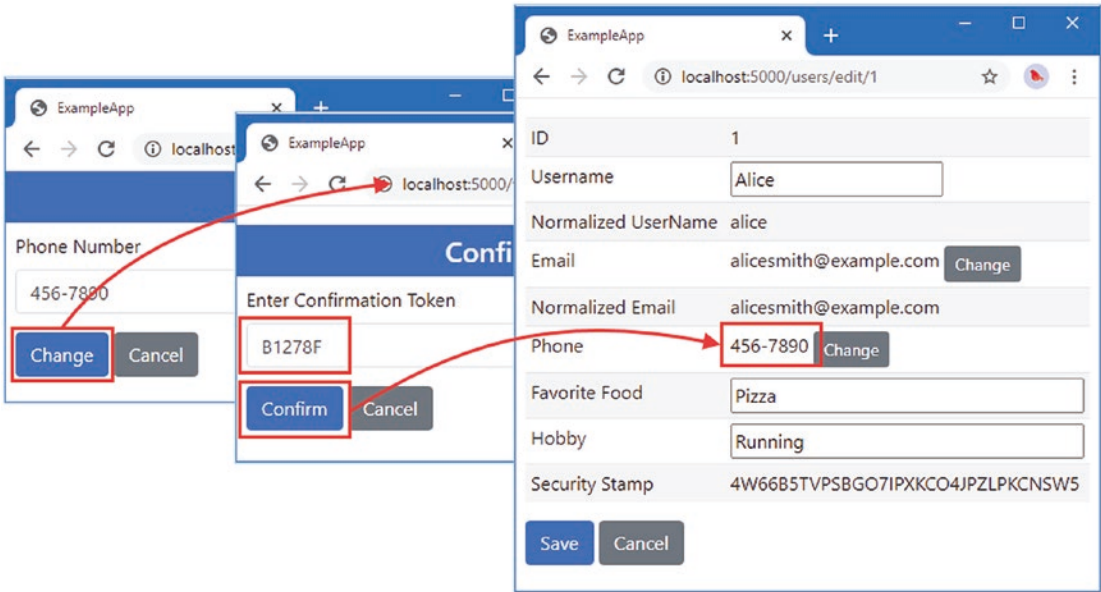 ExampleApp
localhost
Phone Number
456-7890
Change Cancel
ExampleApp
localhost:5000/
Confi
Enter Confirmation Token
B1278F
Confirm Cancel
ExampleApp
localhost:5000/users/edit/1
ID 1
Username Alice
Normalized UserName alice
Email alicesmith@example.com Change
Normalized Email alicesmith@example.com
Phone 456-7890 Change
Favorite Food Pizza
Hobby Running
Security Stamp 4W66B5TVPSBGO7IPXKCO4JPZLPKCNSW5
Save Cancel